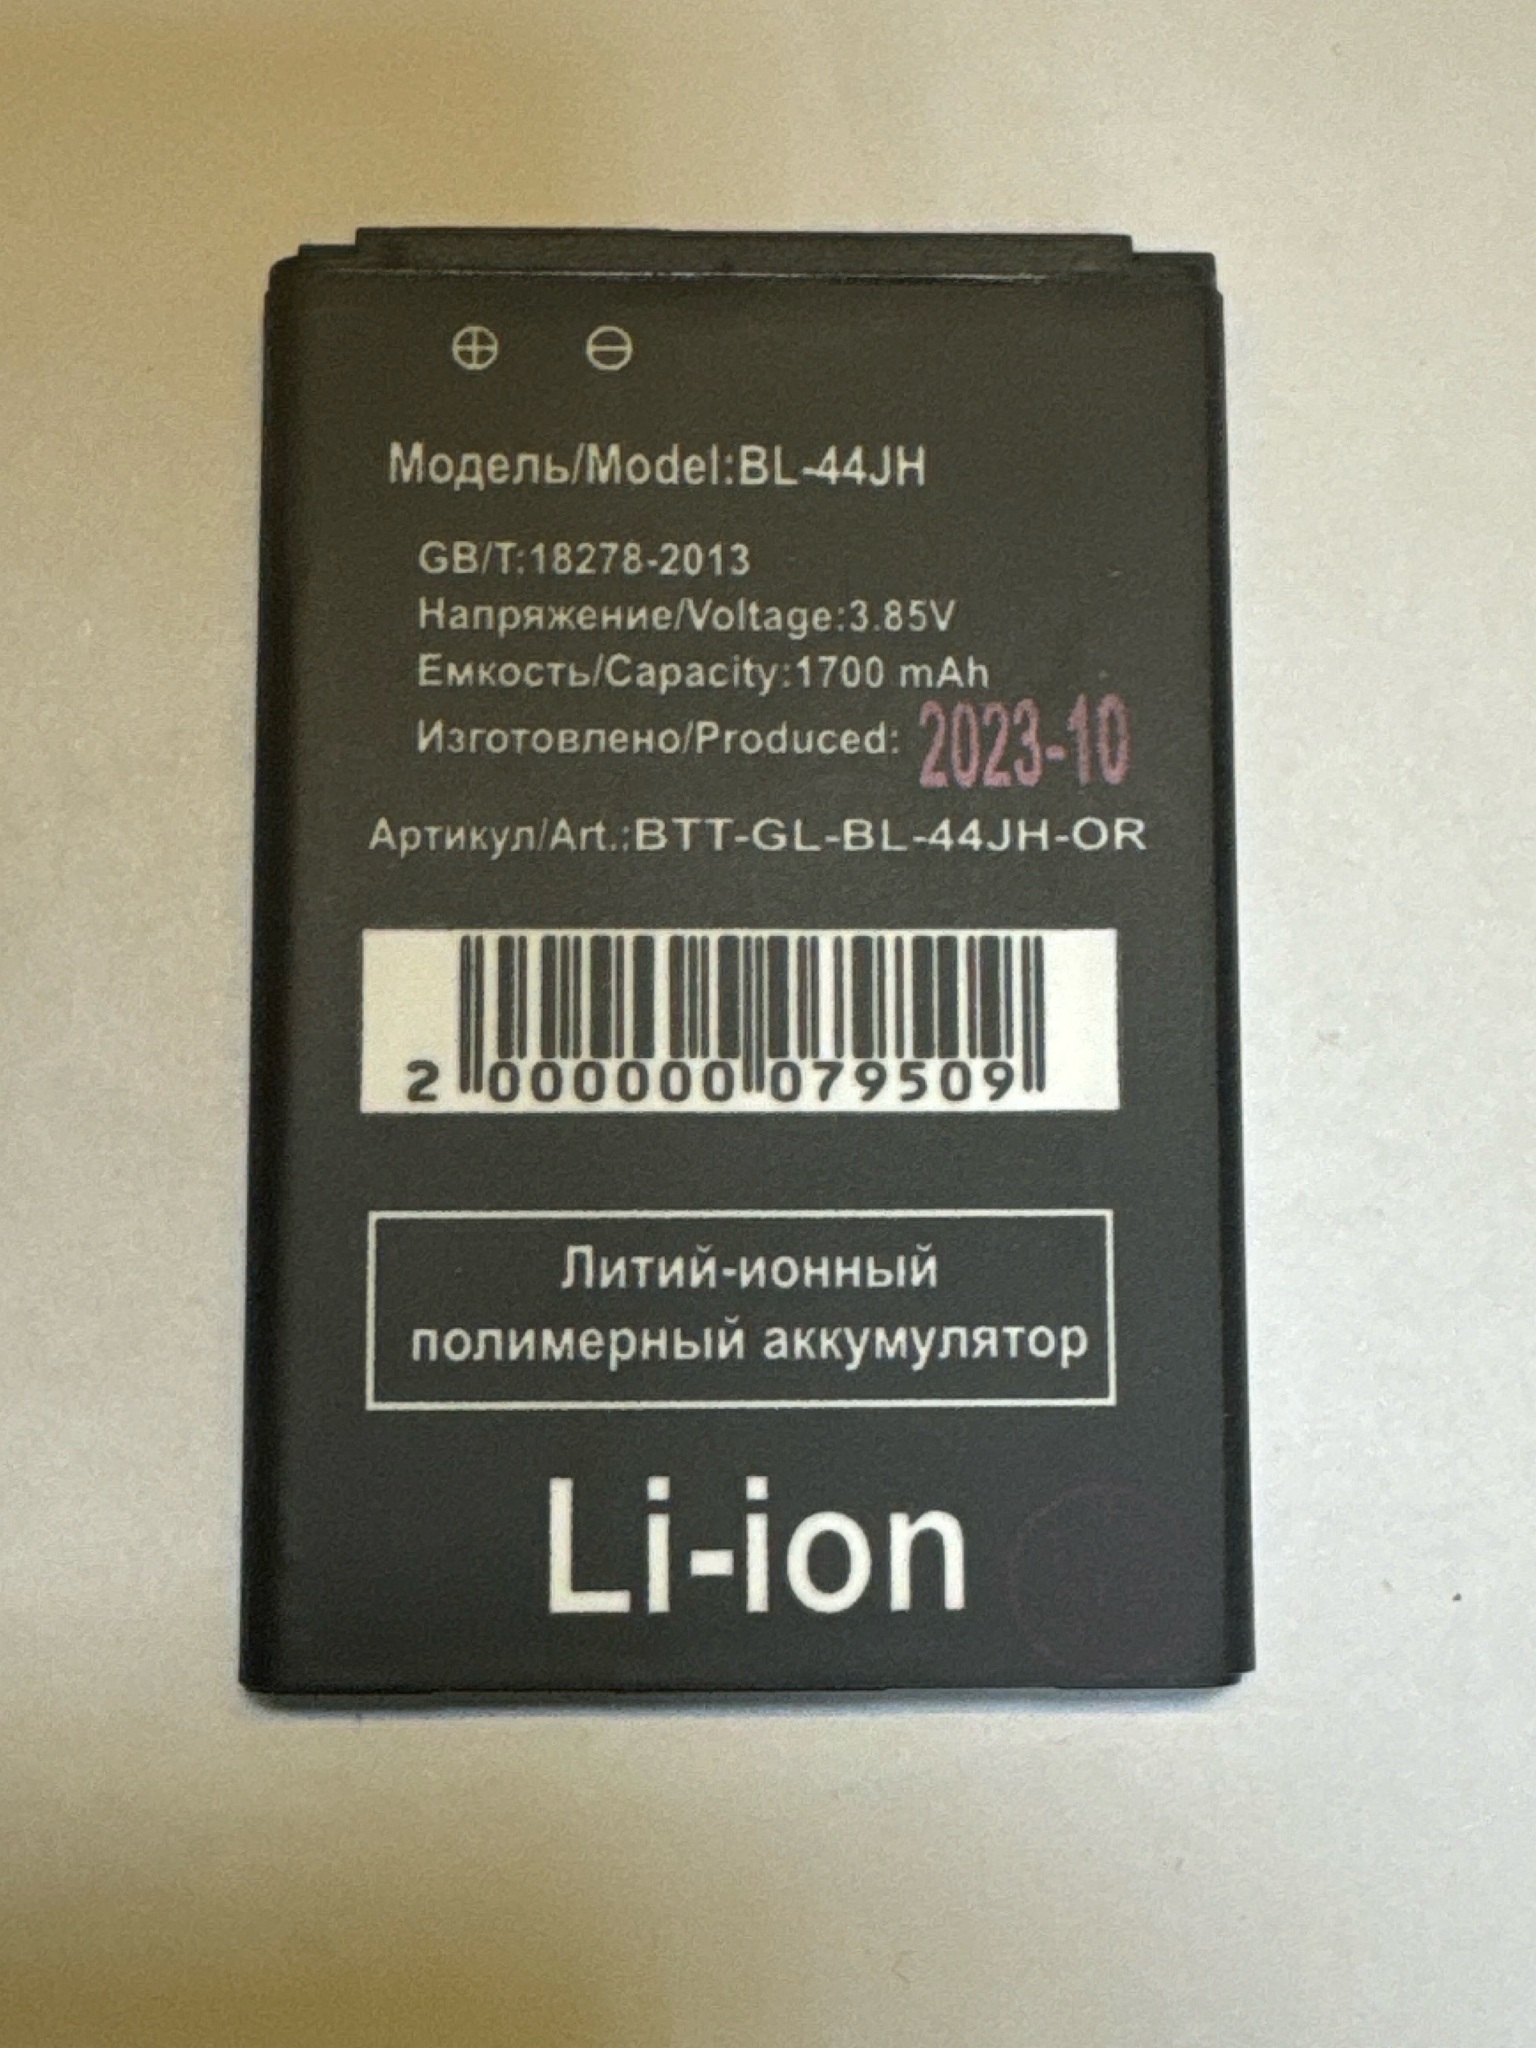 ⊕ ⊖
Модель/Model:BL-44JH
GB/T:18278-2013
Напряжение/Voltage:3.85V
Емкость/Capacity:1700 mAh
Изготовлено/Produced: 2023-10
Артикул/Art.:BTT-GL-BL-44JH-OR
2 000000 079509
Литий-ионный
полимерный аккумулятор
Li-ion